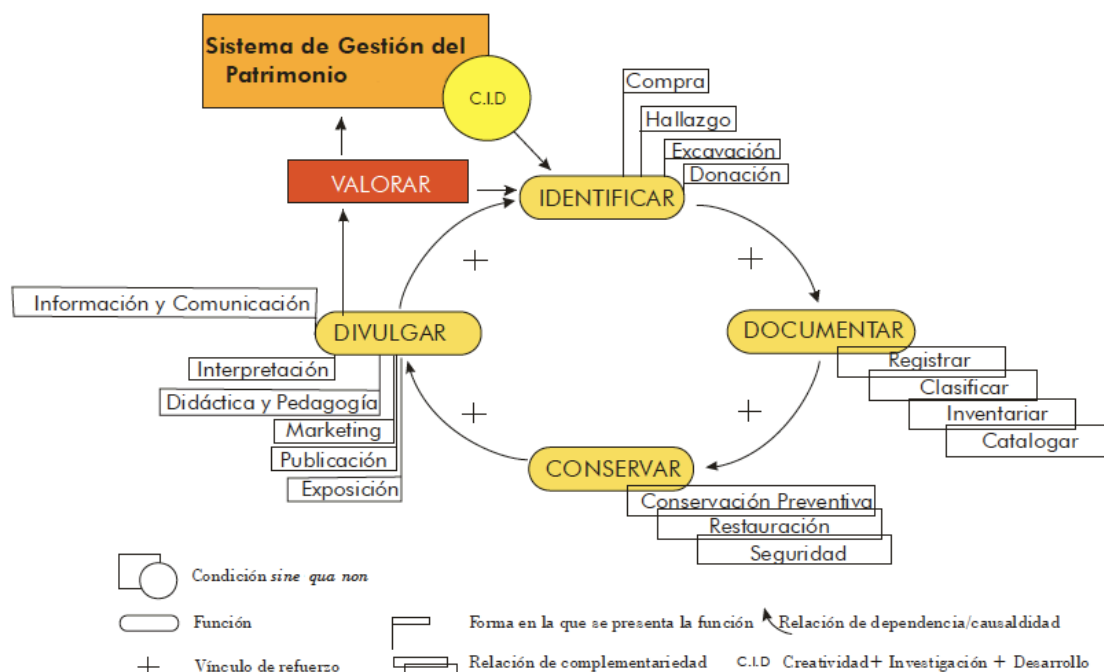 Sistema de Gestión del
Patrimonio
C.I.D
Compra
Hallazgo
Excavación
Donación
VALORAR
IDENTIFICAR
Información y Comunicación
DIVULGAR
DOCUMENTAR
Interpretación
Registrar
Didáctica y Pedagogía
Clasificar
Marketing
Inventariar
Publicación
Catalogar
Exposición
CONSERVAR
Conservación Preventiva
Restauración
Seguridad
Condición sine qua non
Función
Forma en la que se presenta la función
Relación de dependencia/causaldidad
Vínculo de refuerzo
Relación de complementariedad
C.I.D Creatividad+ Investigación + Desarrollo